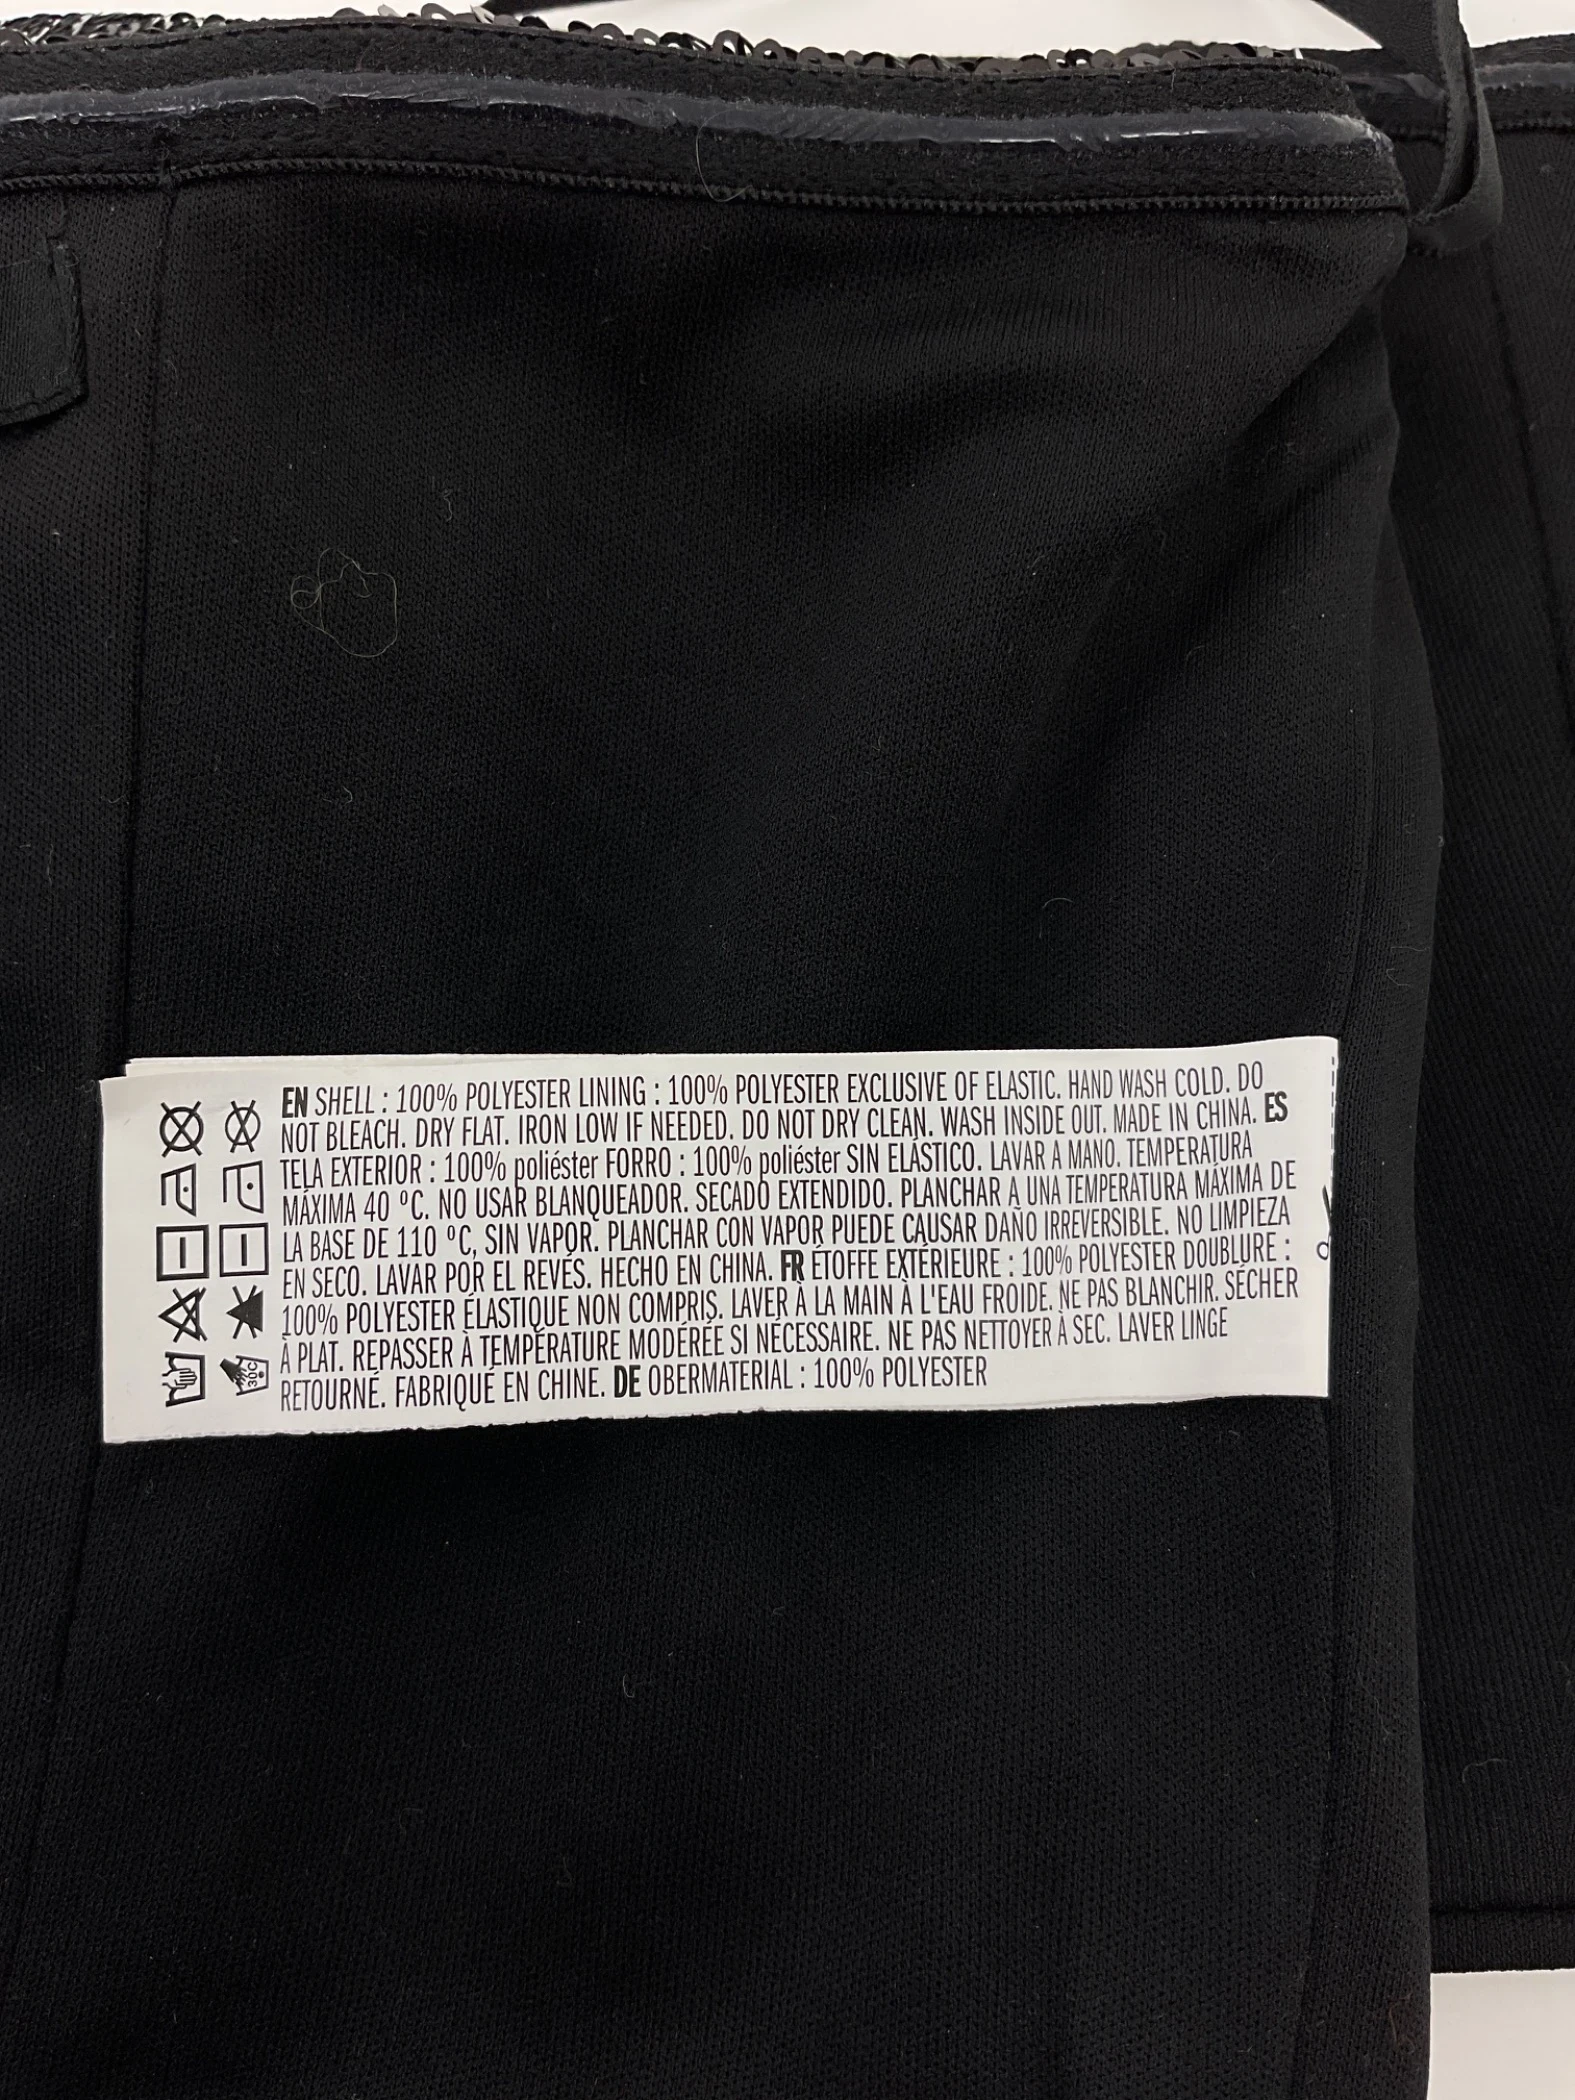 EN SHELL : 100% POLYESTER LINING : 100% POLYESTER EXCLUSIVE OF ELASTIC. HAND WASH COLD. DO
NOT BLEACH. DRY FLAT. IRON LOW IF NEEDED. DO NOT DRY CLEAN. WASH INSIDE OUT. MADE IN CHINA. ES
TELA EXTERIOR : 100% poliéster FORRO : 100% poliéster SIN ELÁSTICO. LAVAR A MANO. TEMPERATURA
MÁXIMA 40 ºC. NO USAR BLANQUEADOR. SECADO EXTENDIDO. PLANCHAR A UNA TEMPERATURA MÁXIMA DE
LA BASE DE 110 ºC, SIN VAPOR. PLANCHAR CON VAPOR PUEDE CAUSAR DAÑO IRREVERSIBLE. NO LIMPIEZA
EN SECO. LAVAR POR EL REVÉS. HECHO EN CHINA. FR ÉTOFFE EXTÉRIEURE : 100% POLYESTER DOUBLURE :
100% POLYESTER ÉLASTIQUE NON COMPRIS. LAVER À LA MAIN À L'EAU FROIDE. NE PAS BLANCHIR. SÉCHER
À PLAT. REPASSER À TEMPÉRATURE MODÉRÉE SI NÉCESSAIRE. NE PAS NETTOYER À SEC. LAVER LINGE
RETOURNÉ. FABRIQUÉ EN CHINE. DE OBERMATERIAL : 100% POLYESTER
30C